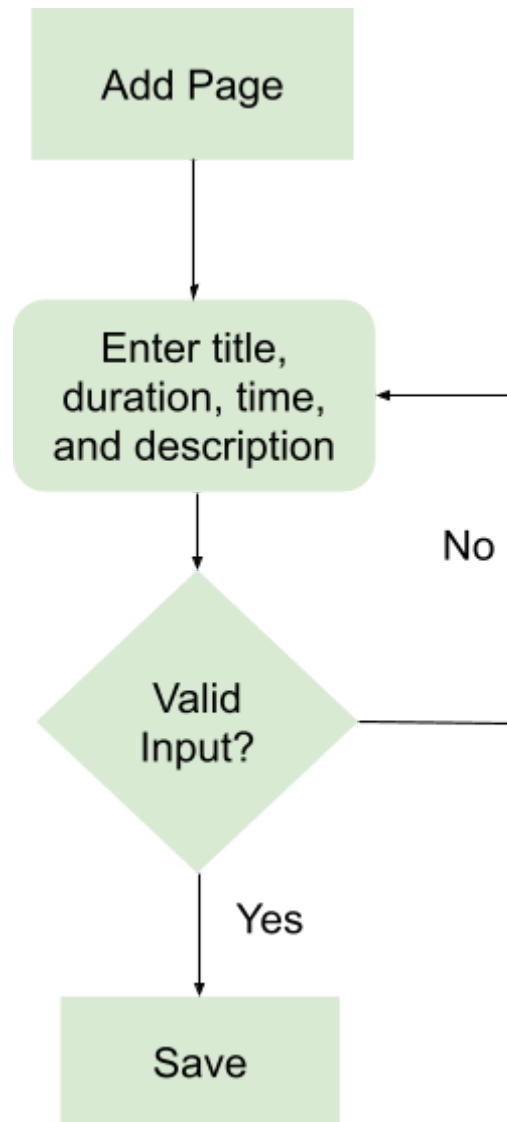 Add Page
Enter title,
duration, time,
and description
No
Valid
Input?
Yes
Save